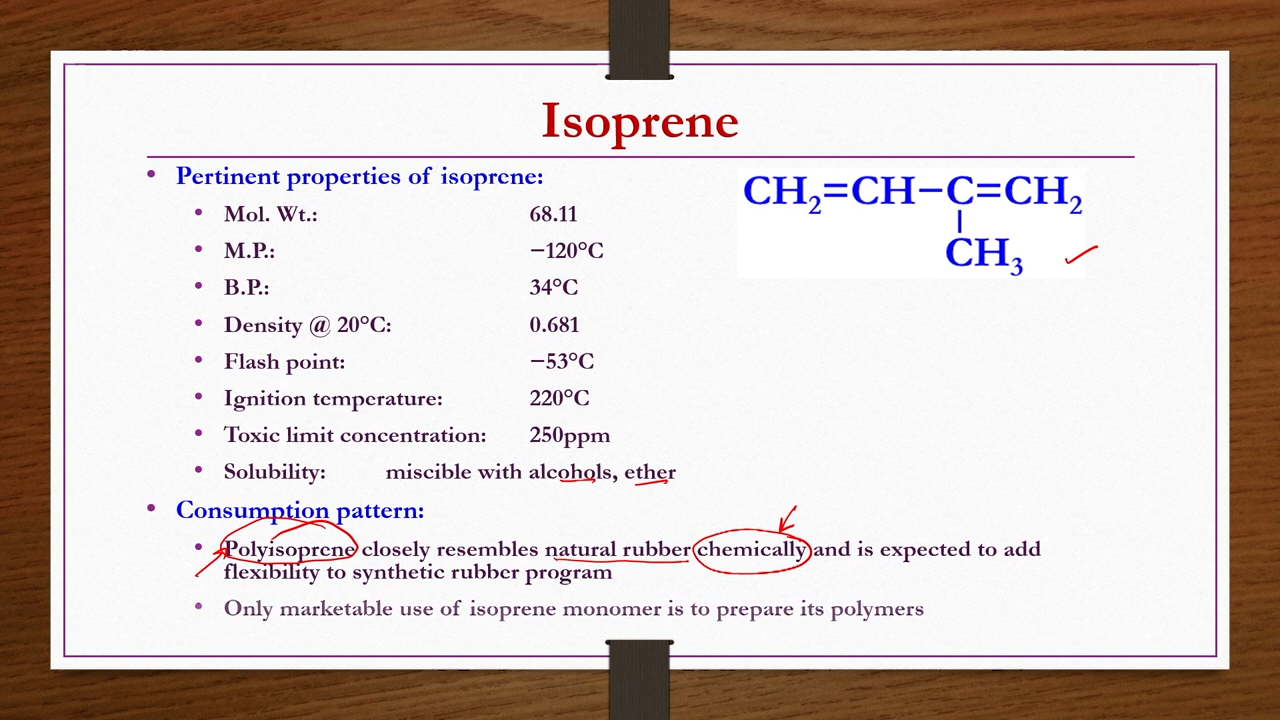 Isoprene
• Pertinent properties of isoprene:
CH₂=CH−C=CH₂
• Mol. Wt.: 68.11
• M.P.: −120°C
CH₃
• B.P.: 34°C
• Density @ 20°C: 0.681
• Flash point: −53°C
• Ignition temperature: 220°C
• Toxic limit concentration: 250ppm
• Solubility: miscible with alcohols, ether
• Consumption pattern:
• Polyisoprene closely resembles natural rubber chemically and is expected to add
flexibility to synthetic rubber program
• Only marketable use of isoprene monomer is to prepare its polymers